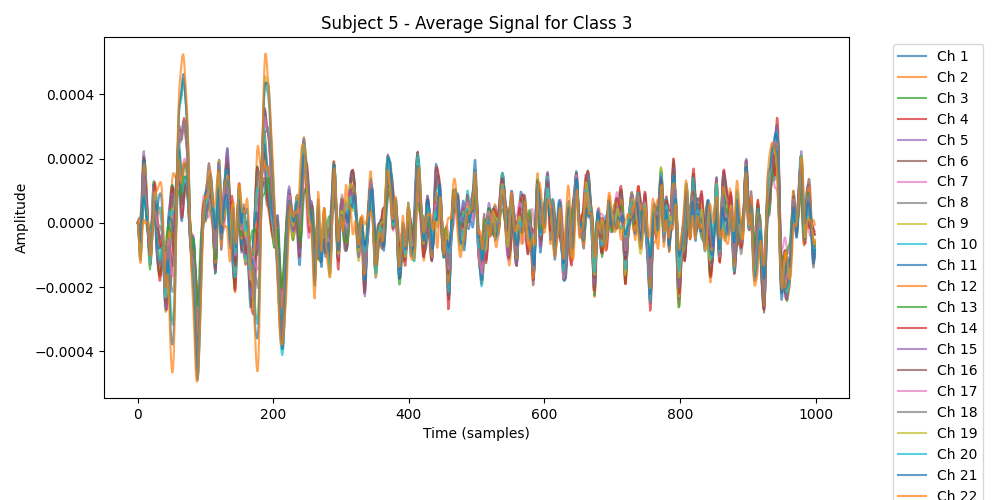 Subject 5 - Average Signal for Class 3
Amplitude
0.0004
0.0002
0.0000
−0.0002
−0.0004
0
200
400
600
800
1000
Time (samples)
Ch 1
Ch 2
Ch 3
Ch 4
Ch 5
Ch 6
Ch 7
Ch 8
Ch 9
Ch 10
Ch 11
Ch 12
Ch 13
Ch 14
Ch 15
Ch 16
Ch 17
Ch 18
Ch 19
Ch 20
Ch 21
Ch 22